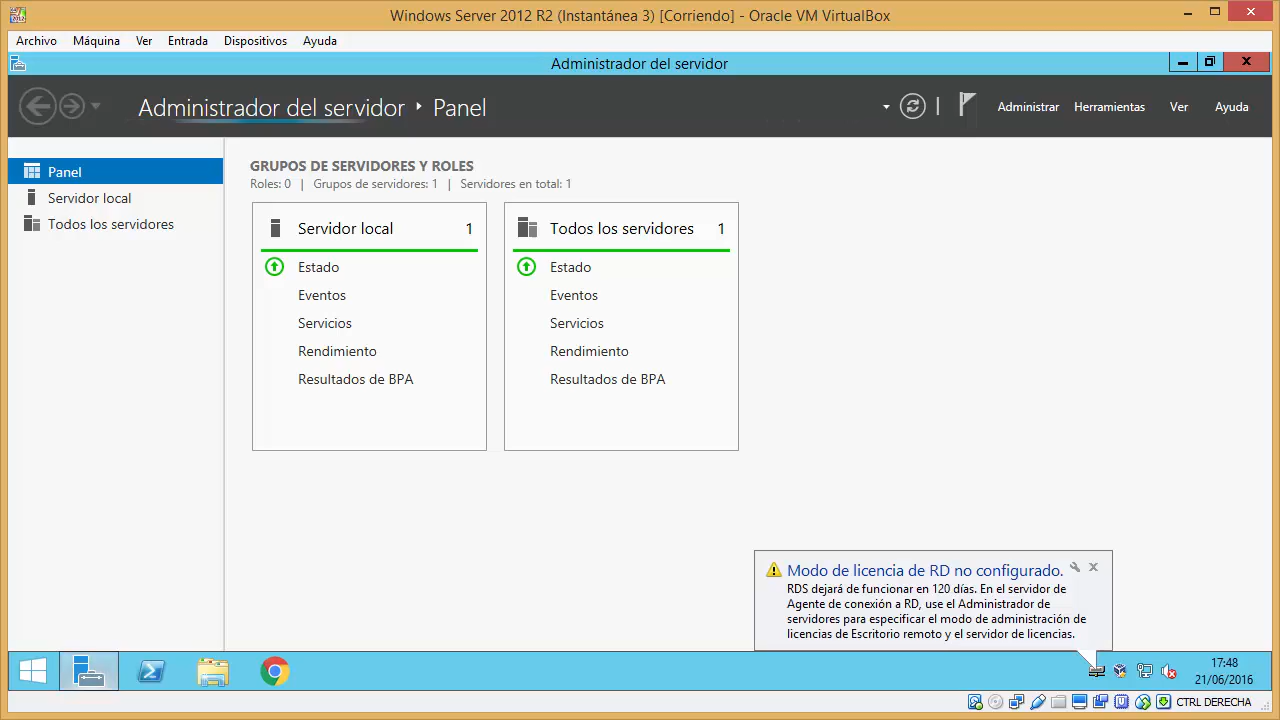 Windows Server 2012 R2 (Instantánea 3) [Corriendo] - Oracle VM VirtualBox
Archivo Máquina Ver Entrada Dispositivos Ayuda
Administrador del servidor
Administrador del servidor Panel
Administrar Herramientas Ver Ayuda
Panel
Servidor local
Todos los servidores
GRUPOS DE SERVIDORES Y ROLES
Roles: 0 | Grupos de servidores: 1 | Servidores en total: 1
Servidor local 1
Estado
Eventos
Servicios
Rendimiento
Resultados de BPA
Todos los servidores 1
Estado
Eventos
Servicios
Rendimiento
Resultados de BPA
Modo de licencia de RD no configurado.
RDS dejará de funcionar en 120 días. En el servidor de
Agente de conexión a RD, use el Administrador de
servidores para especificar el modo de administración de
licencias de Escritorio remoto y el servidor de licencias.
17:48
21/06/2016
CTRL DERECHA